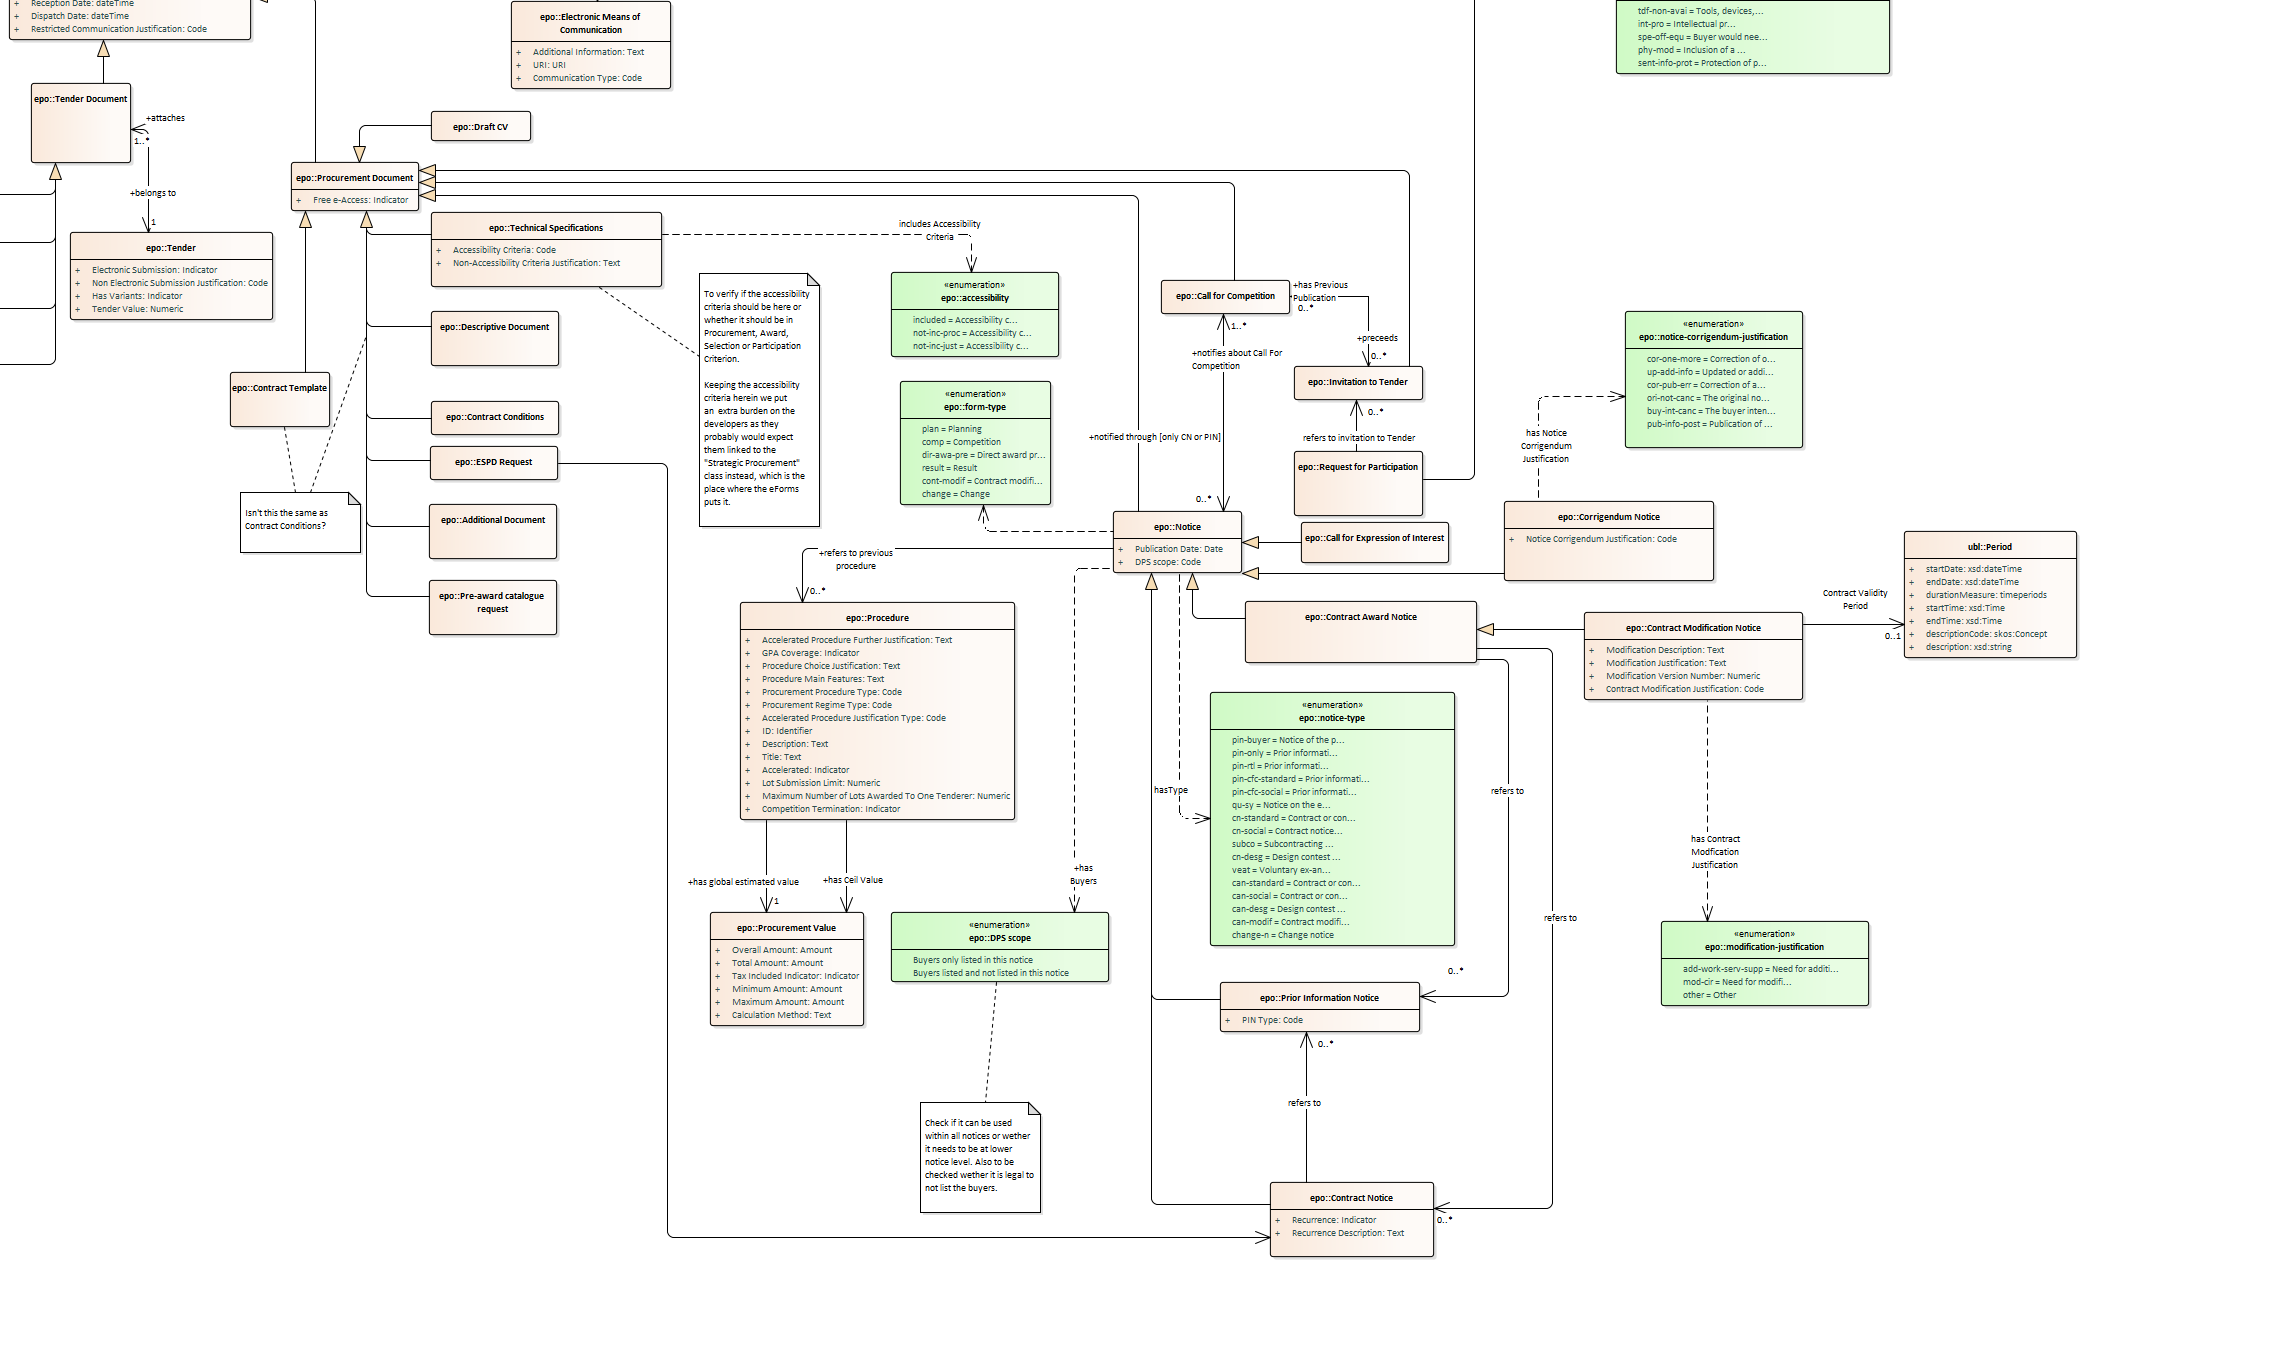 Reception Date: dateTime
+ Dispatch Date: dateTime
+ Restricted Communication Justification: Code
epo::Electronic Means of
Communication
+ Additional Information: Text
+ URI: URI
+ Communication Type: Code
tdf-non-avai = Tools, devices,...
int-pro = Intellectual pr...
spe-off-equ = Buyer would nee...
phy-mod = Inclusion of a ...
sent-info-prot = Protection of p...
epo::Tender Document
+attaches
1..*
+belongs to
1
epo::Tender
+ Electronic Submission: Indicator
+ Non Electronic Submission Justification: Code
+ Has Variants: Indicator
+ Tender Value: Numeric
epo::Draft CV
epo::Procurement Document
+ Free e-Access: Indicator
epo::Technical Specifications
+ Accessibility Criteria: Code
+ Non-Accessibility Criteria Justification: Text
includes Accessibility
Criteria
epo::Descriptive Document
epo::Contract Template
epo::Contract Conditions
epo::ESPD Request
epo::Additional Document
epo::Pre-award catalogue
request
Isn't this the same as
Contract Conditions?
To verify if the accessibility
criteria should be here or
whether it should be in
Procurement, Award,
Selection or Participation
Criterion.
Keeping the accessibility
criteria herein we put
an extra burden on the
developers as they
probably would expect
them linked to the
"Strategic Procurement"
class instead, which is the
place where the eForms
puts it.
«enumeration»
epo::accessibility
included = Accessibility c...
not-inc-proc = Accessibility c...
not-inc-just = Accessibility c...
«enumeration»
epo::form-type
plan = Planning
comp = Competition
dir-awa-pre = Direct award pr...
result = Result
cont-modif = Contract modifi...
change = Change
epo::Call for Competition
+has Previous
Publication
0..*
+preceeds
0..*
1..*
+notifies about Call For
Competition
+notified through [only CN or PIN]
0..*
epo::Invitation to Tender
0..*
refers to invitation to Tender
epo::Request for Participation
epo::Notice
+ Publication Date: Date
+ DPS scope: Code
epo::Call for Expression of Interest
«enumeration»
epo::notice-corrigendum-justification
cor-one-more = Correction of o...
up-add-info = Updated or addi...
cor-pub-err = Correction of a...
ori-not-canc = The original no...
buy-int-canc = The buyer inten...
pub-info-post = Publication of ...
has Notice
Corrigendum
Justification
epo::Corrigendum Notice
+ Notice Corrigendum Justification: Code
ubl::Period
+ startDate: xsd:dateTime
+ endDate: xsd:dateTime
+ durationMeasure: timeperiods
+ startTime: xsd:Time
+ endTime: xsd:Time
+ descriptionCode: skos:Concept
+ description: xsd:string
Contract Validity
Period
0..1
+refers to previous
procedure
0..*
epo::Procedure
+ Accelerated Procedure Further Justification: Text
+ GPA Coverage: Indicator
+ Procedure Choice Justification: Text
+ Procedure Main Features: Text
+ Procurement Procedure Type: Code
+ Procurement Regime Type: Code
+ Accelerated Procedure Justification Type: Code
+ ID: Identifier
+ Description: Text
+ Title: Text
+ Accelerated: Indicator
+ Lot Submission Limit: Numeric
+ Maximum Number of Lots Awarded To One Tenderer: Numeric
+ Competition Termination: Indicator
epo::Contract Award Notice
epo::Contract Modification Notice
+ Modification Description: Text
+ Modification Justification: Text
+ Modification Version Number: Numeric
+ Contract Modification Justification: Code
«enumeration»
epo::notice-type
pin-buyer = Notice of the p...
pin-only = Prior informati...
pin-rtl = Prior informati...
pin-cfc-standard = Prior informati...
pin-cfc-social = Prior informati...
qu-sy = Notice on the e...
cn-standard = Contract or con...
cn-social = Contract notice...
subco = Subcontracting ...
cn-desg = Design contest ...
veat = Voluntary ex-an...
can-standard = Contract or con...
can-social = Contract or con...
can-desg = Design contest ...
can-modif = Contract modifi...
change-n = Change notice
hasType
refers to
refers to
has Contract
Modfication
Justification
+has global estimated value
1
+has Ceil Value
+has
Buyers
epo::Procurement Value
+ Overall Amount: Amount
+ Total Amount: Amount
+ Tax Included Indicator: Indicator
+ Minimum Amount: Amount
+ Maximum Amount: Amount
+ Calculation Method: Text
«enumeration»
epo::DPS scope
Buyers only listed in this notice
Buyers listed and not listed in this notice
«enumeration»
epo::modification-justification
add-work-serv-supp = Need for additi...
mod-cir = Need for modifi...
other = Other
0..*
epo::Prior Information Notice
+ PIN Type: Code
0..*
refers to
Check if it can be used
within all notices or wether
it needs to be at lower
notice level. Also to be
checked wether it is legal to
not list the buyers.
epo::Contract Notice
+ Recurrence: Indicator
+ Recurrence Description: Text
0..*